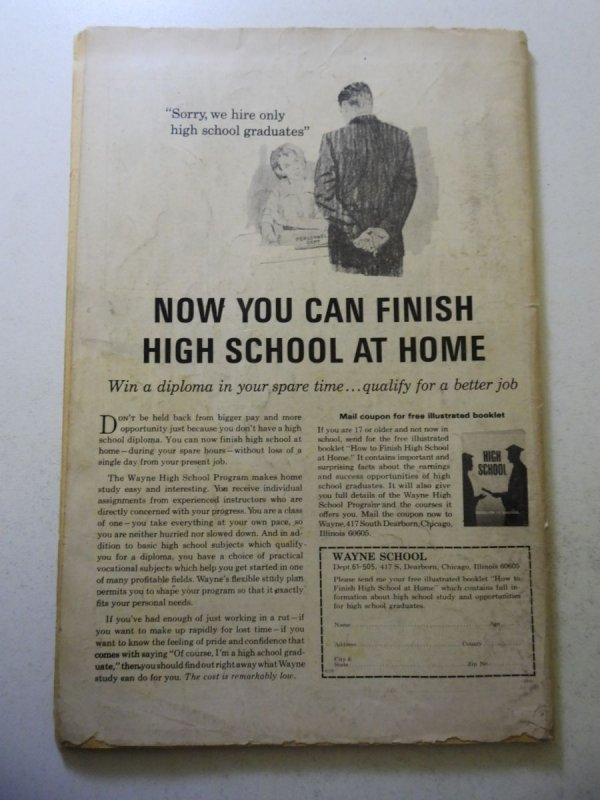 "Sorry, we hire only
high school graduates"
PERSONNEL
DEPT
NOW YOU CAN FINISH
HIGH SCHOOL AT HOME
Win a diploma in your spare time...qualify for a better job
DON'T be held back from bigger pay and more
opportunity just because you don't have a high
school diploma. You can now finish high school at
home—during your spare hours—without loss of a
single day from your present job.
The Wayne High School Program makes home
study easy and interesting. You receive individual
assignments from experienced instructors who are
directly concerned with your progress. You are a class
of one—you take everything at your own pace, so
you are neither hurried nor slowed down. And in ad-
dition to basic high school subjects which qualify
you for a diploma, you have a choice of practical
vocational subjects which help you get started in one
of many profitable fields. Wayne's flexible study plan
permits you to shape your program so that it exactly
fits your personal needs.
If you've had enough of just working in a rut—if
you want to make up rapidly for lost time—if you
want to know the feeling of pride and confidence that
comes with saying "Of course, I'm a high school grad-
uate," then you should find out right away what Wayne
study can do for you. The cost is remarkably low.
Mail coupon for free illustrated booklet
If you are 17 or older and not now in
school, send for the free illustrated
booklet "How to Finish High School
at Home." It contains important and
surprising facts about the earnings
and success opportunities of high
school graduates. It will also give
you full details of the Wayne High
School Program and the courses it
offers you. Mail the coupon now to
Wayne, 417 South Dearborn, Chicago,
Illinois 60605.
HIGH
SCHOOL
WAYNE SCHOOL
Dept. 61-505, 417 S. Dearborn, Chicago, Illinois 60605
Please send me your free illustrated booklet "How to
Finish High School at Home" which contains full in-
formation about high school study and opportunities
for high school graduates.
Name Age
Address County
City &
State Zip No.